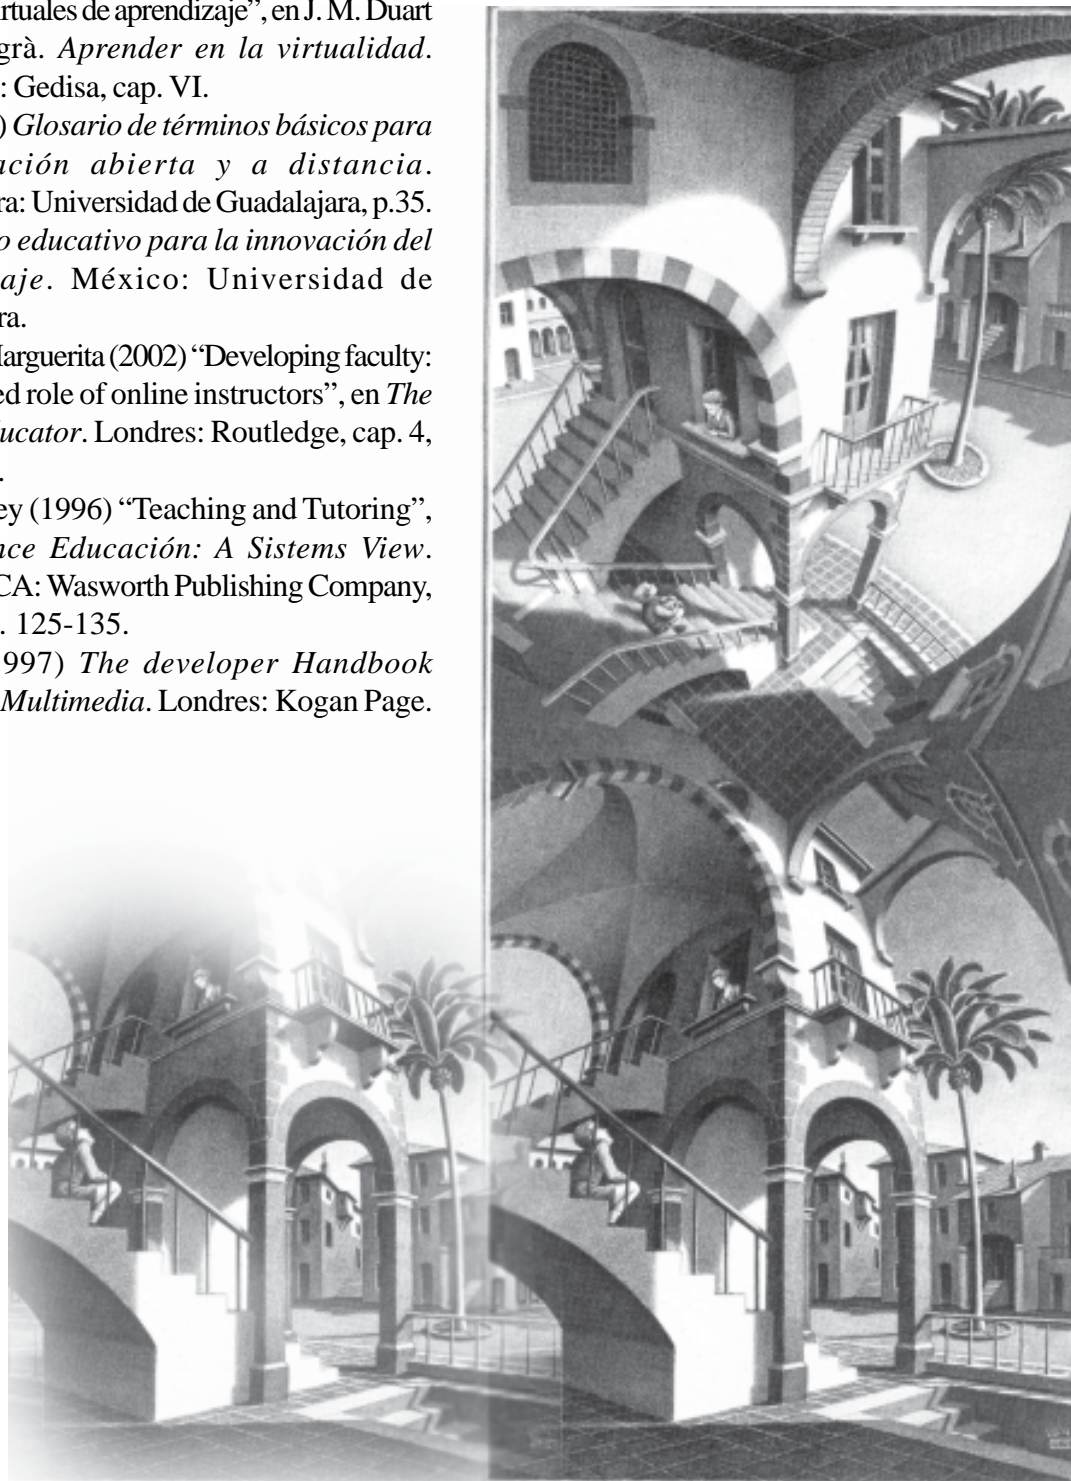 rtuales de aprendizaje”, en J. M. Duart
grà. Aprender en la virtualidad.
: Gedisa, cap. VI.
) Glosario de términos básicos para
ación abierta y a distancia.
ra: Universidad de Guadalajara, p.35.
o educativo para la innovación del
aje. México: Universidad de
ra.
Marguerita (2002) “Developing faculty:
ed role of online instructors”, en The
ducator. Londres: Routledge, cap. 4,
.
ey (1996) “Teaching and Tutoring”,
nce Educación: A Sistems View.
CA: Wasworth Publishing Company,
. 125-135.
1997) The developer Handbook
Multimedia. Londres: Kogan Page.